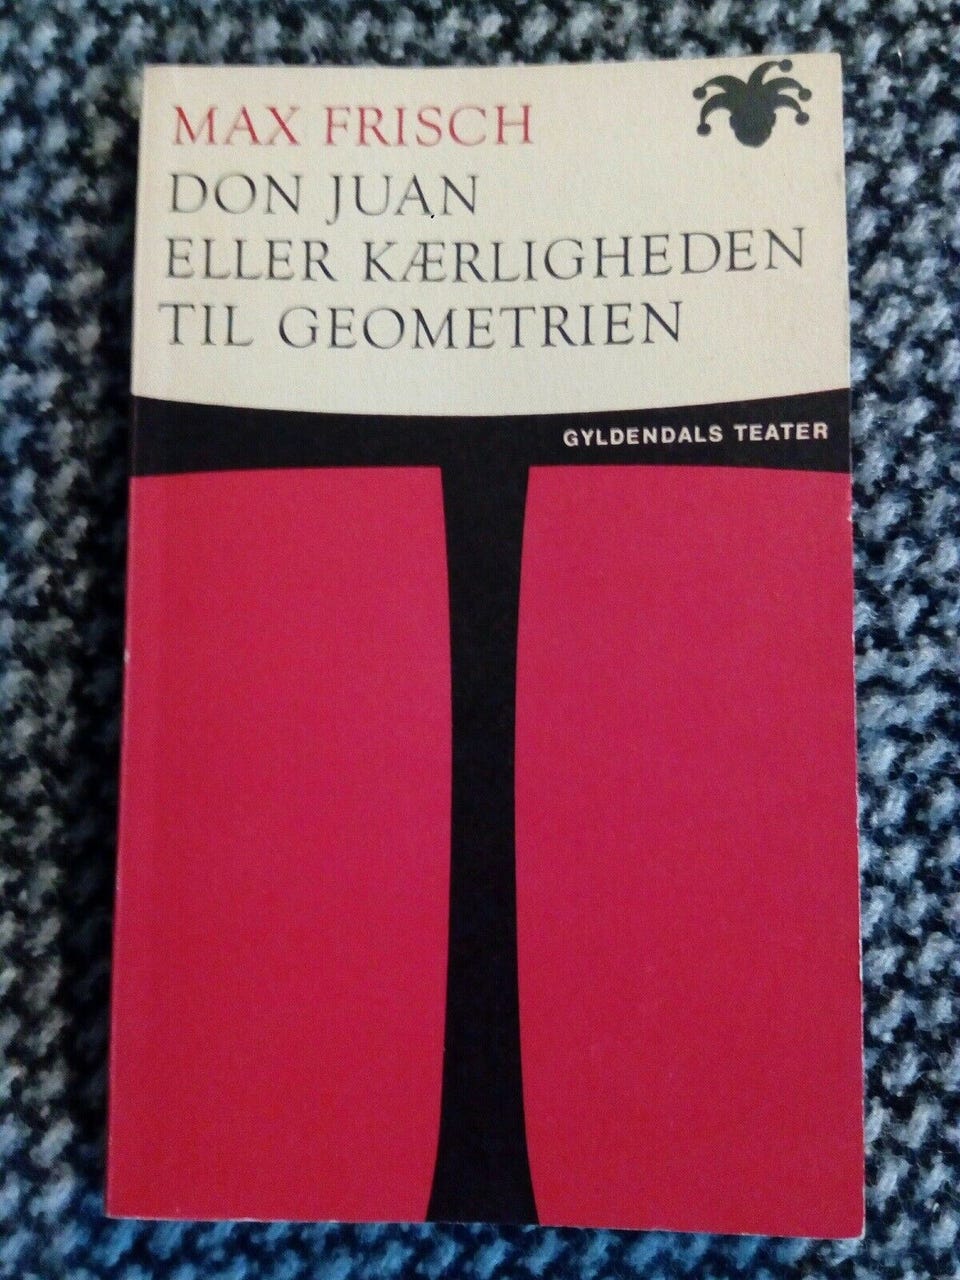 MAX FRISCH
DON JUAN
ELLER KÆRLIGHEDEN
TIL GEOMETRIEN
GYLDENDALS TEATER